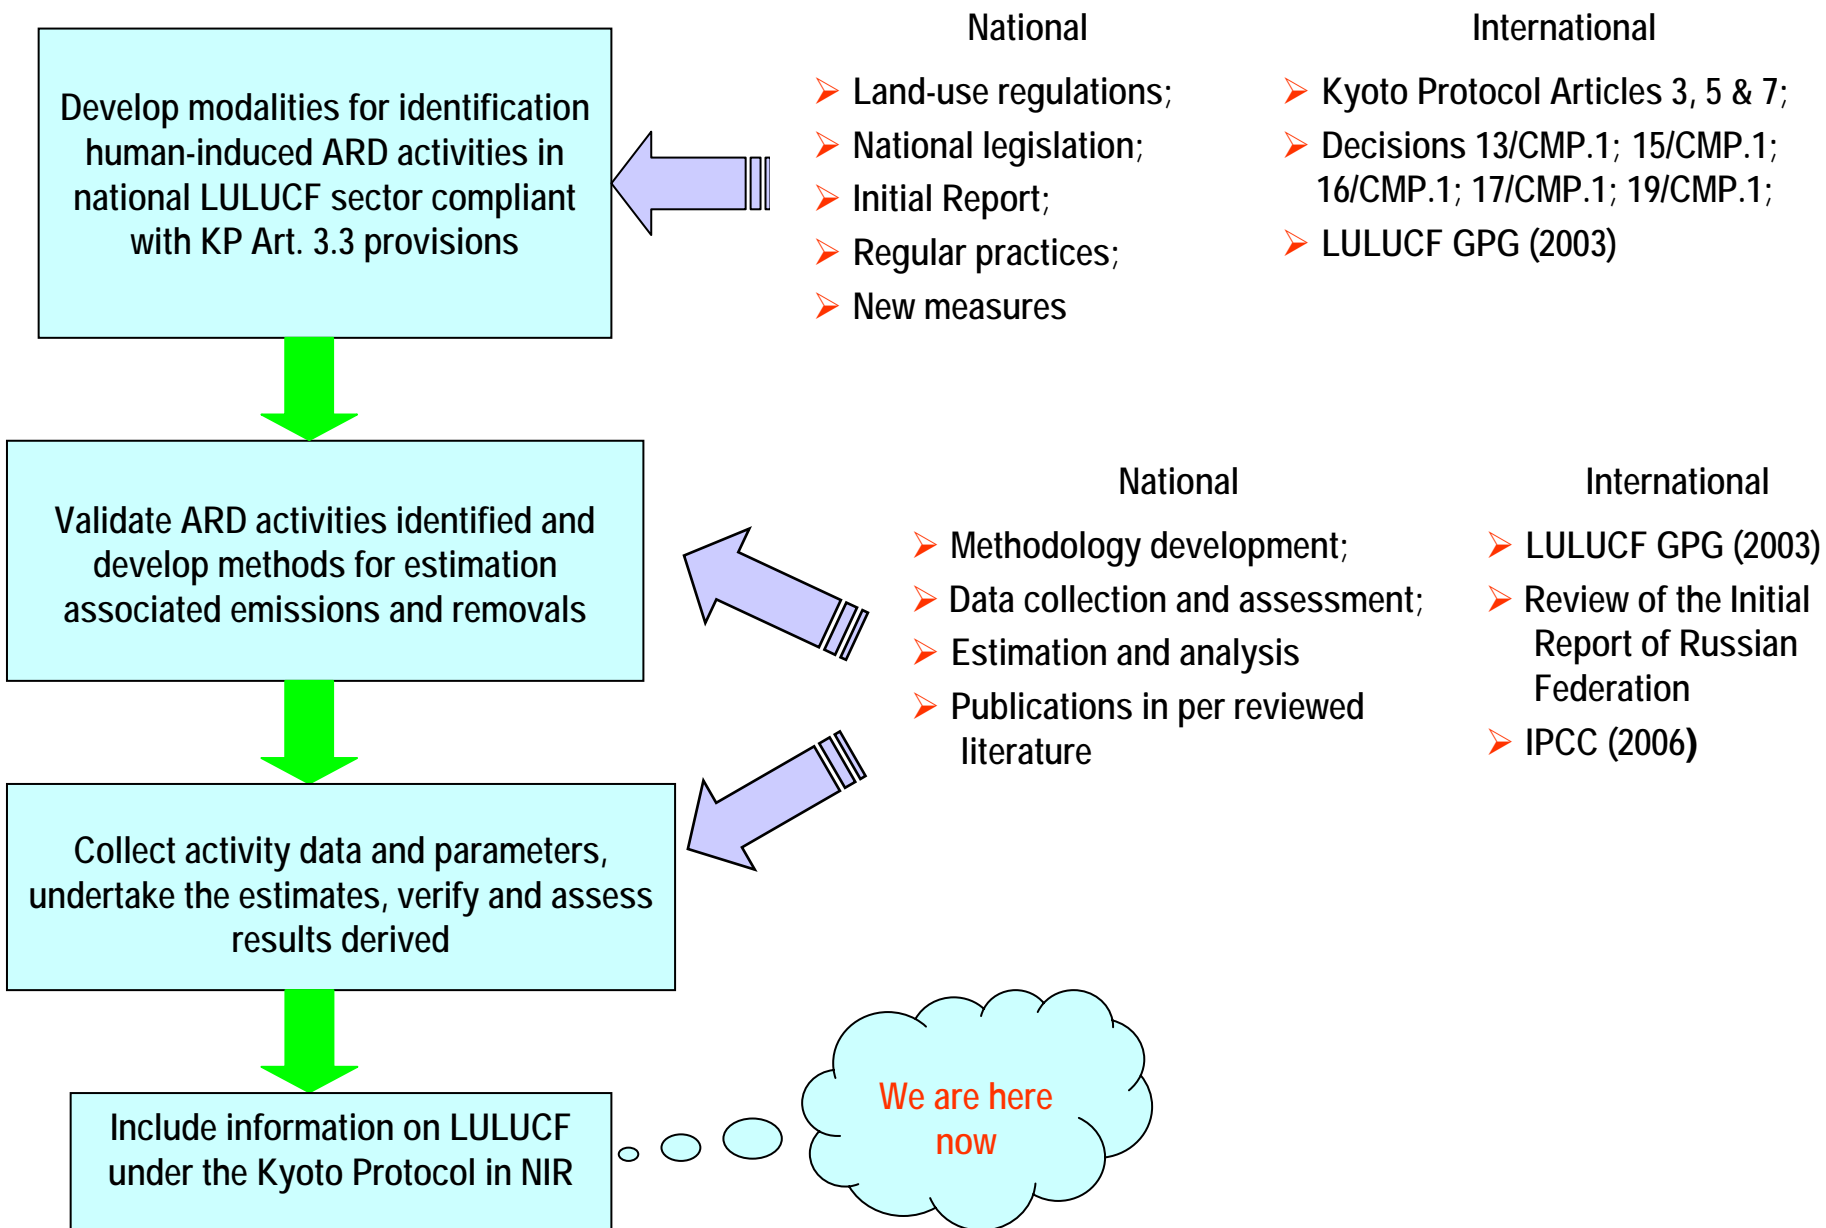 National
International
Develop modalities for identification
human-induced ARD activities in
national LULUCF sector compliant
with KP Art. 3.3 provisions
➢ Land-use regulations;
➢ National legislation;
➢ Initial Report;
➢ Regular practices;
➢ New measures
➢ Kyoto Protocol Articles 3, 5 & 7;
➢ Decisions 13/CMP.1; 15/CMP.1;
16/CMP.1; 17/CMP.1; 19/CMP.1;
➢ LULUCF GPG (2003)
Validate ARD activities identified and
develop methods for estimation
associated emissions and removals
National
➢ Methodology development;
➢ Data collection and assessment;
➢ Estimation and analysis
➢ Publications in per reviewed
literature
International
➢ LULUCF GPG (2003)
➢ Review of the Initial
Report of Russian
Federation
➢ IPCC (2006)
Collect activity data and parameters,
undertake the estimates, verify and assess
results derived
Include information on LULUCF
under the Kyoto Protocol in NIR
We are here
now